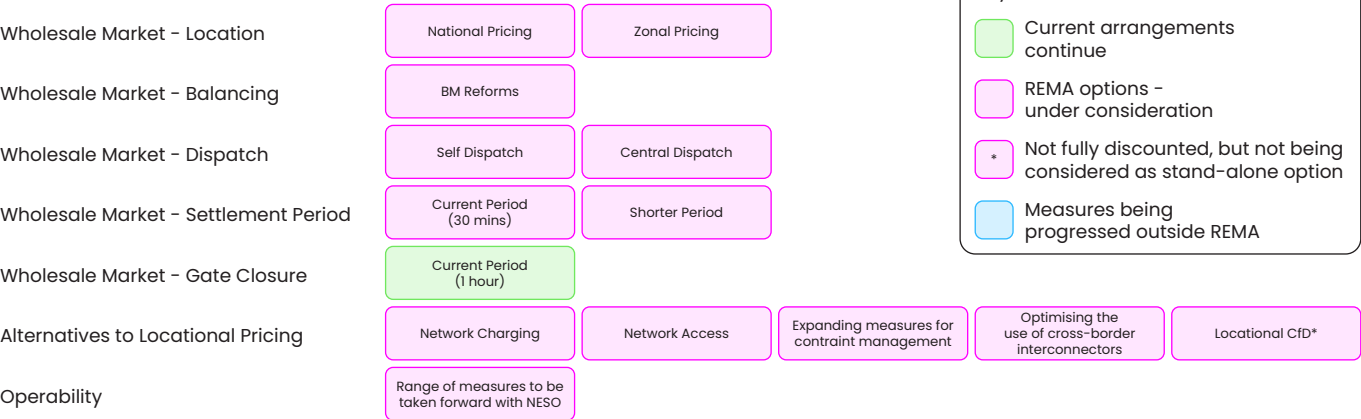 Wholesale Market - Location
National Pricing
Zonal Pricing
Wholesale Market - Balancing
BM Reforms
Wholesale Market - Dispatch
Self Dispatch
Central Dispatch
Wholesale Market - Settlement Period
Current Period
(30 mins)
Shorter Period
Wholesale Market - Gate Closure
Current Period
(1 hour)
Alternatives to Locational Pricing
Network Charging
Network Access
Expanding measures for
contraint management
Optimising the
use of cross-border
interconnectors
Locational CfD*
Operability
Range of measures to be
taken forward with NESO
Current arrangements
continue
REMA options -
under consideration
*
Not fully discounted, but not being
considered as stand-alone option
Measures being
progressed outside REMA